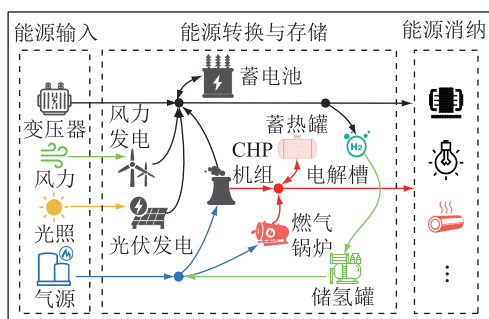 能源输入
能源转换与存储
能源消纳
蓄电池
变压器
风力
发电
蓄热罐
H₂
CHP
机组
电解槽
风力
光照
光伏发电
燃气
锅炉
气源
储氢罐
⋮